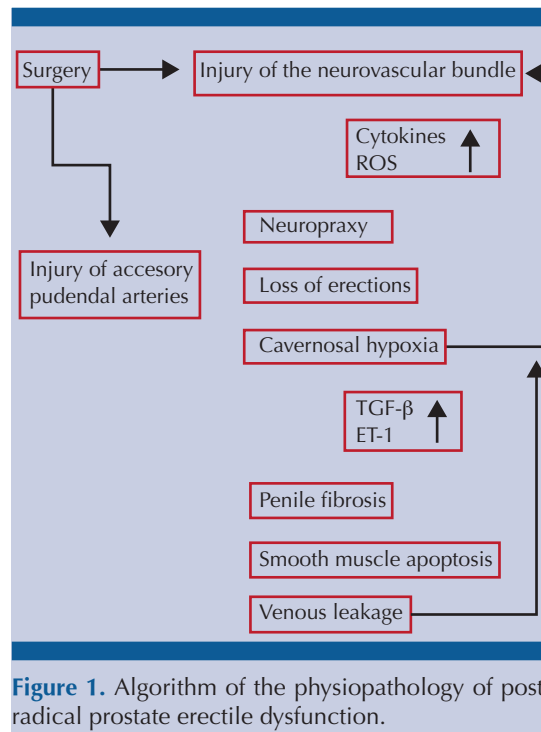 Surgery
Injury of the neurovascular bundle
Cytokines
ROS
Neuropraxy
Injury of accesory
pudendal arteries
Loss of erections
Cavernosal hypoxia
TGF-β
ET-1
Penile fibrosis
Smooth muscle apoptosis
Venous leakage
Figure 1. Algorithm of the physiopathology of post
radical prostate erectile dysfunction.